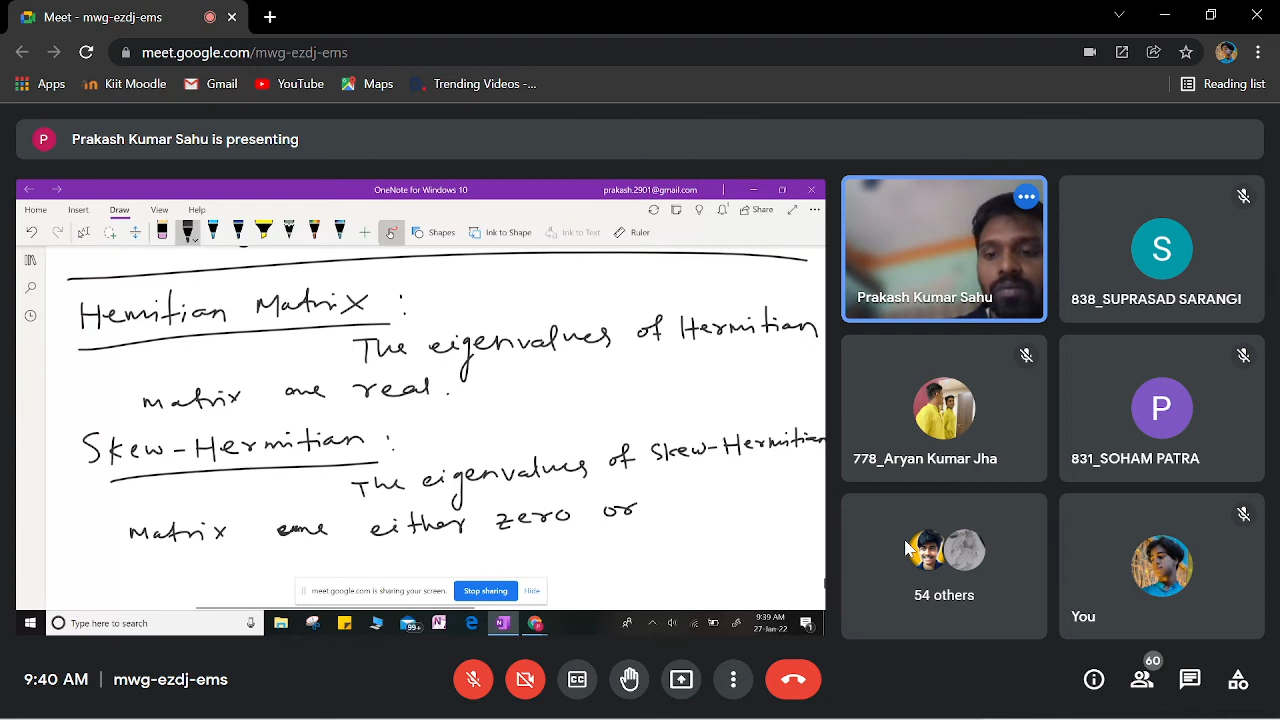 Meet - mwg-ezdj-ems
meet.google.com/mwg-ezdj-ems
Apps Kiit Moodle Gmail YouTube Maps Trending Videos -... Reading list
P Prakash Kumar Sahu is presenting
OneNote for Windows 10 prakash.2901@gmail.com
Home Insert Draw View Help Share
Shapes Ink to Shape Ink to Text Ruler
Hemitian Matrix :
The eigenvalues of Hermitian
matrix are real.
Skew-Hermitian :
The eigenvalues of Skew-Hermitian
Matrix are either zero or
meet.google.com is sharing your screen. Stop sharing Hide
Type here to search 99+ 9:39 AM
27-Jan-22
Prakash Kumar Sahu
S
838_SUPRASAD SARANGI
778_Aryan Kumar Jha
P
831_SOHAM PATRA
54 others
You
9:40 AM mwg-ezdj-ems 60